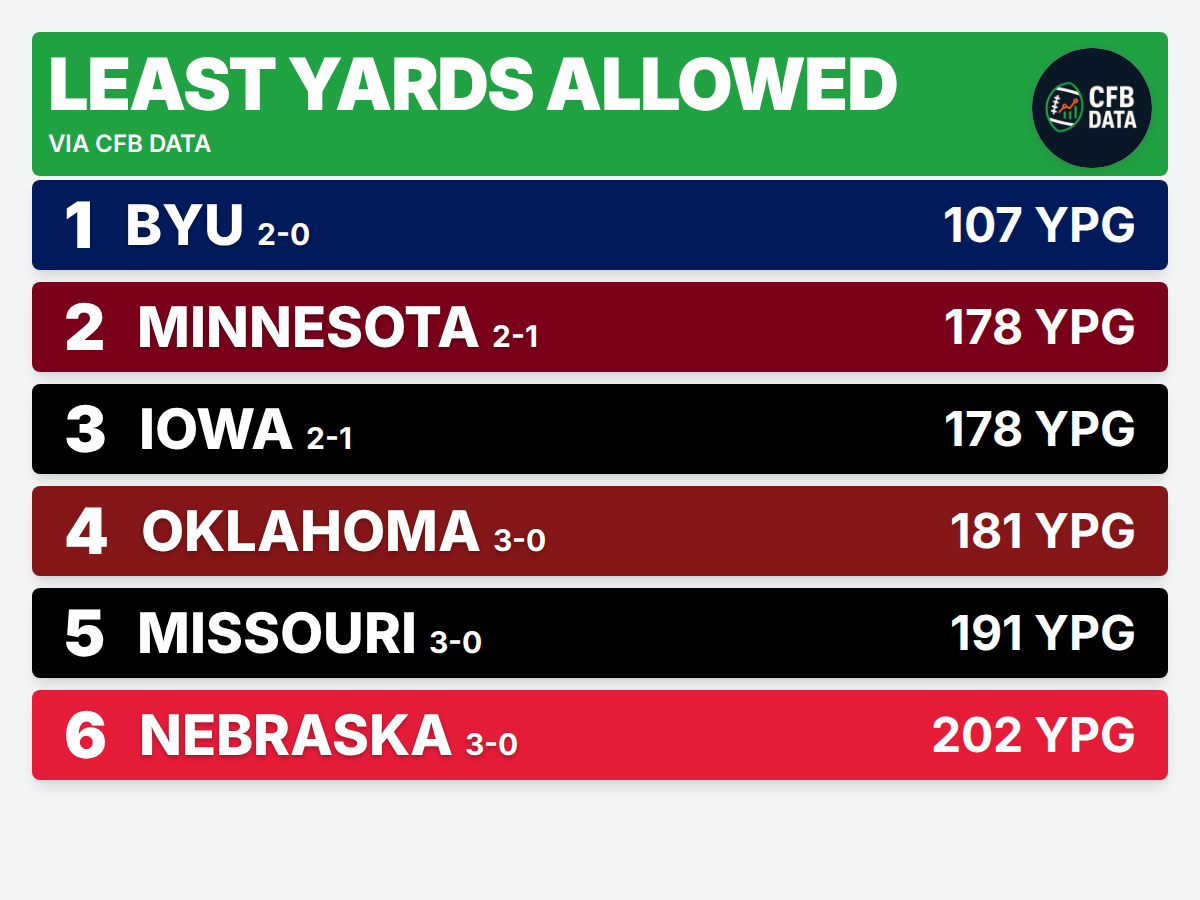 LEAST YARDS ALLOWED
VIA CFB DATA
CFB
DATA
1 BYU 2-0 107 YPG
2 MINNESOTA 2-1 178 YPG
3 IOWA 2-1 178 YPG
4 OKLAHOMA 3-0 181 YPG
5 MISSOURI 3-0 191 YPG
6 NEBRASKA 3-0 202 YPG